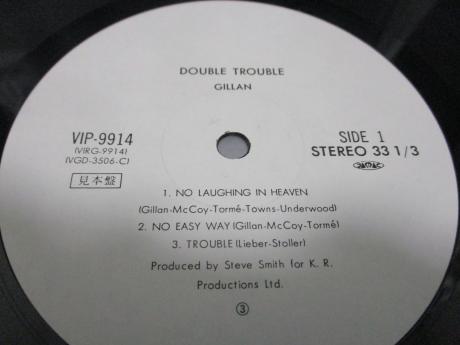 DOUBLE TROUBLE
GILLAN
VIP-9914
(VIRG-9914)
(VGD-3506-C)
見本盤
SIDE 1
STEREO 33 1/3
1. NO LAUGHING IN HEAVEN
(Gillan-McCoy-Tormé-Towns-Underwood)
2. NO EASY WAY (Gillan-McCoy-Tormé)
3. TROUBLE (Lieber-Stoller)
Produced by Steve Smith for K. R.
Productions Ltd.
③